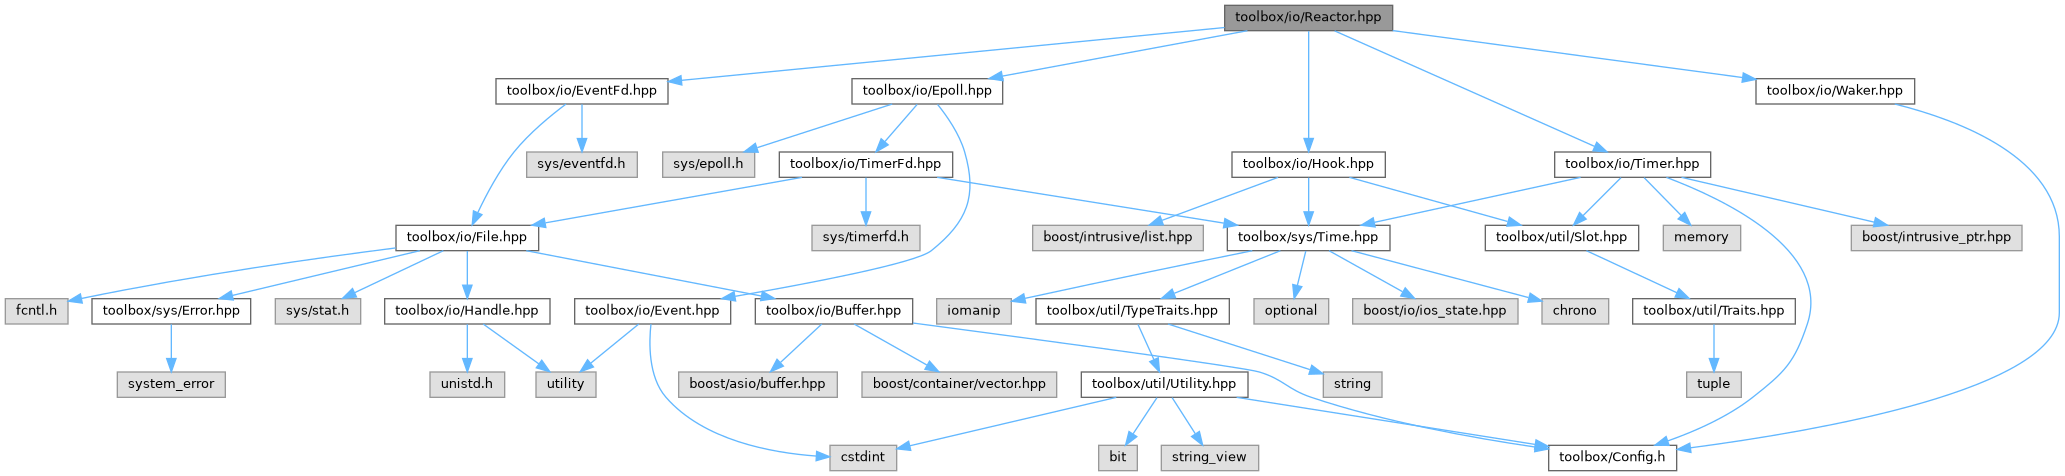 toolbox/io/Reactor.hpp
toolbox/io/EventFd.hpp
toolbox/io/Epoll.hpp
toolbox/io/Waker.hpp
sys/eventfd.h
sys/epoll.h
toolbox/io/TimerFd.hpp
toolbox/io/Hook.hpp
toolbox/io/Timer.hpp
toolbox/io/File.hpp
sys/timerfd.h
boost/intrusive/list.hpp
toolbox/sys/Time.hpp
toolbox/util/Slot.hpp
memory
boost/intrusive_ptr.hpp
fcntl.h
toolbox/sys/Error.hpp
sys/stat.h
toolbox/io/Handle.hpp
toolbox/io/Event.hpp
toolbox/io/Buffer.hpp
iomanip
toolbox/util/TypeTraits.hpp
optional
boost/io/ios_state.hpp
chrono
toolbox/util/Traits.hpp
system_error
unistd.h
utility
boost/asio/buffer.hpp
boost/container/vector.hpp
toolbox/util/Utility.hpp
string
tuple
cstdint
bit
string_view
toolbox/Config.h